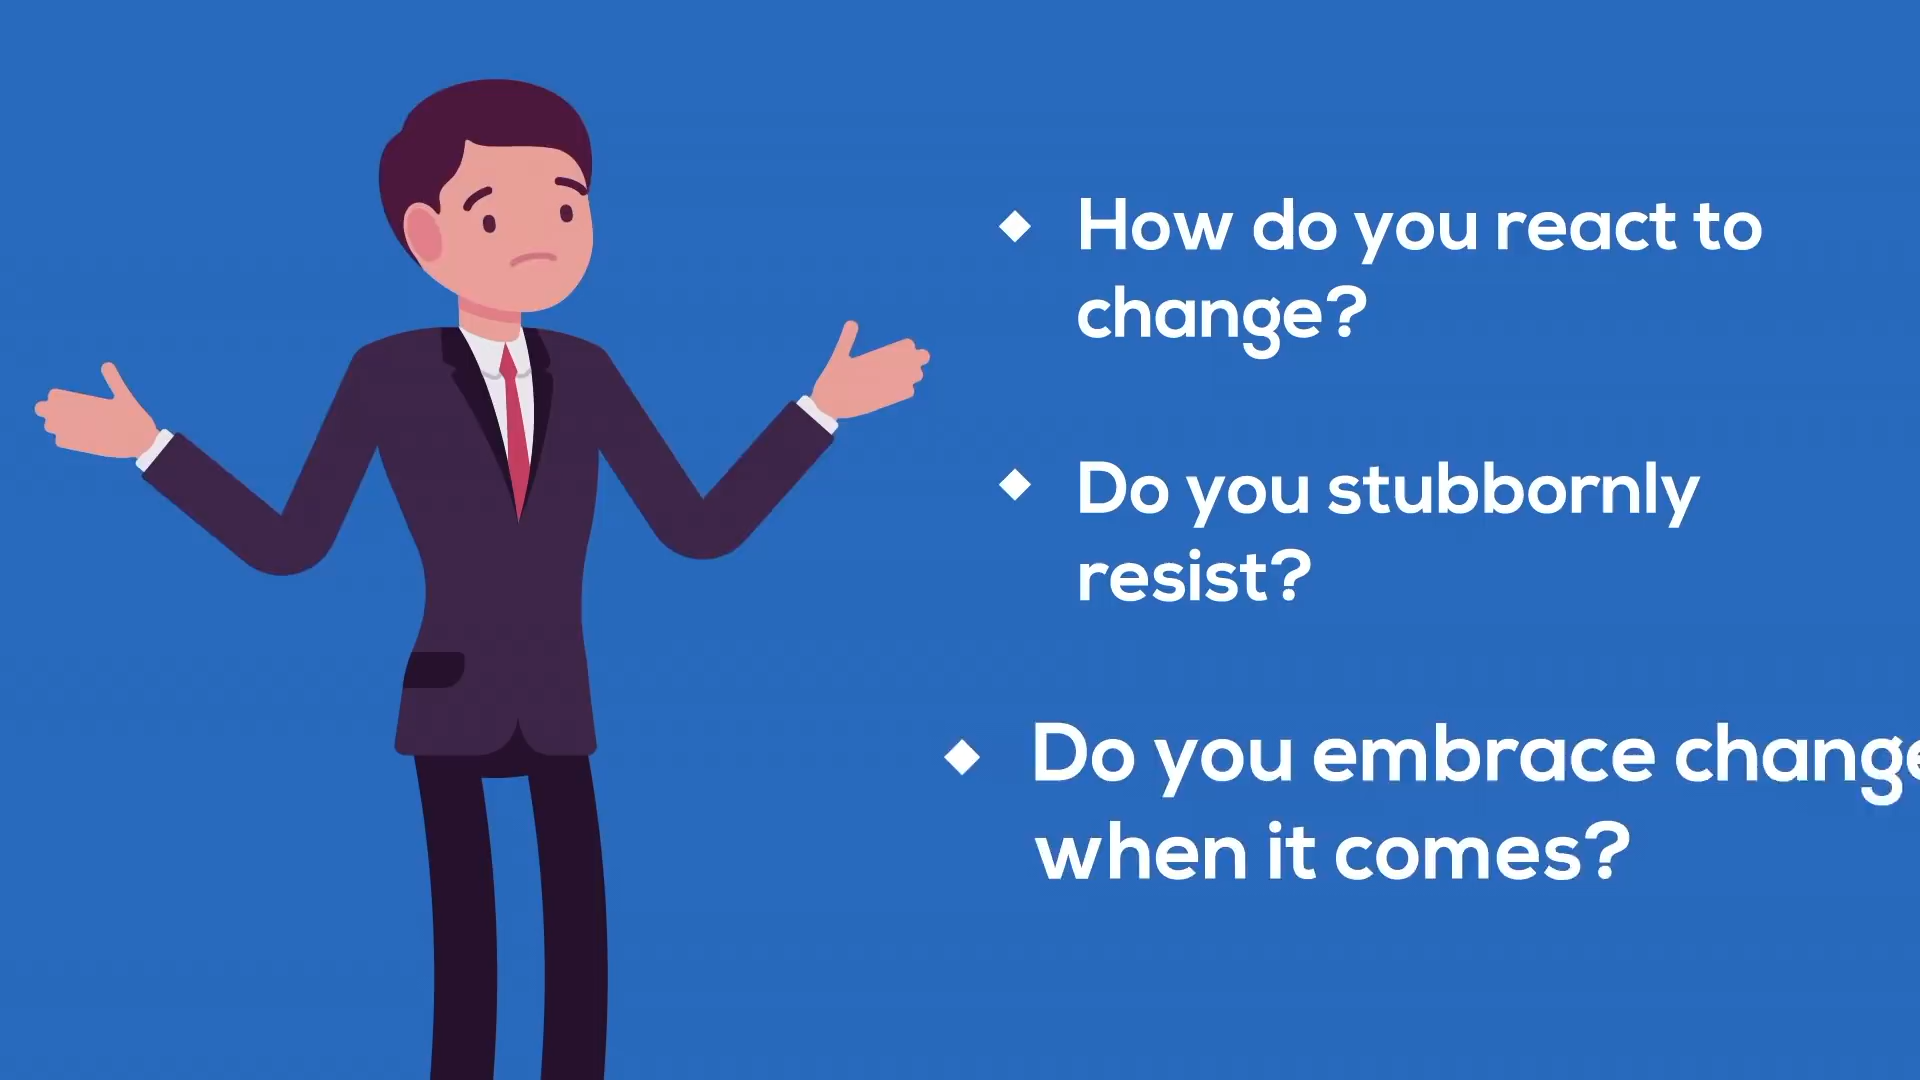 How do you react to
change?
Do you stubbornly
resist?
Do you embrace change
when it comes?